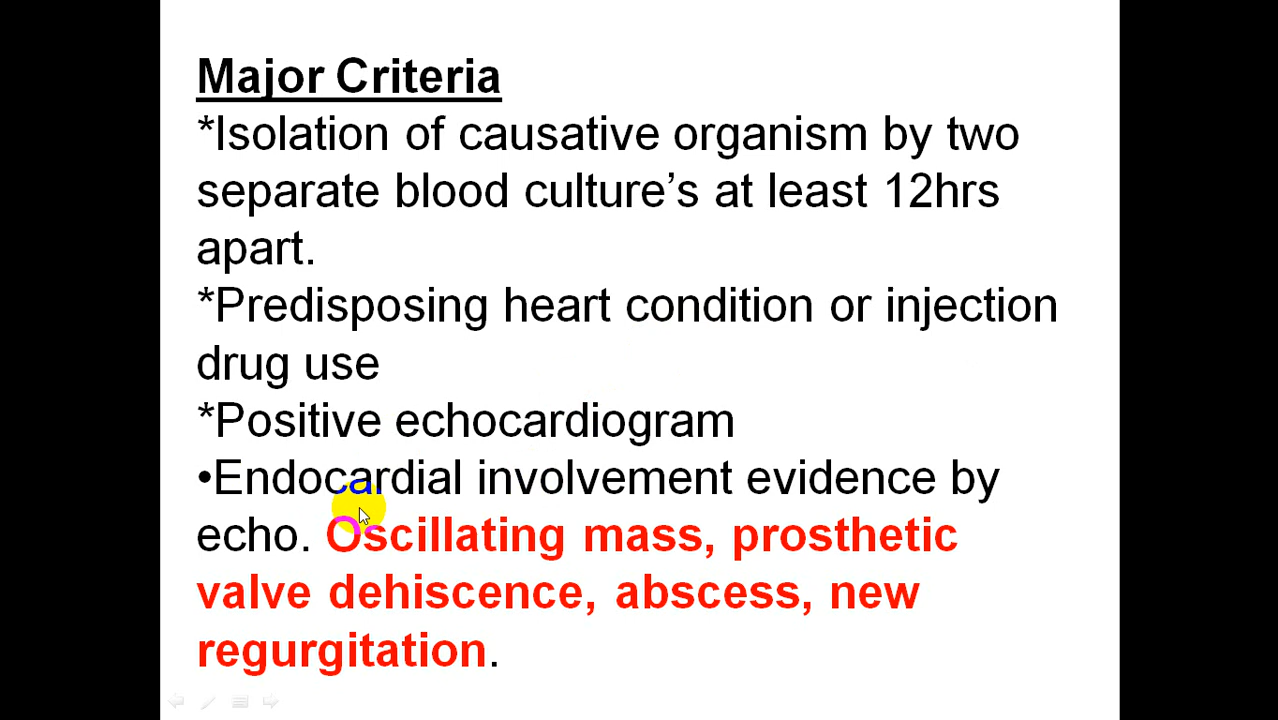 Major Criteria
*Isolation of causative organism by two
separate blood culture’s at least 12hrs
apart.
*Predisposing heart condition or injection
drug use
*Positive echocardiogram
•Endocardial involvement evidence by
echo. Oscillating mass, prosthetic
valve dehiscence, abscess, new
regurgitation.